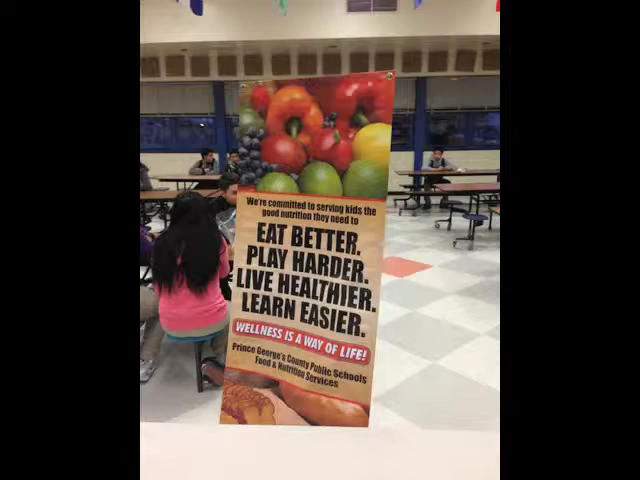 We're committed to serving kids the
good nutrition they need to
EAT BETTER.
PLAY HARDER.
LIVE HEALTHIER.
LEARN EASIER.
WELLNESS IS A WAY OF LIFE!
Prince George's County Public Schools
Food & Nutrition Services